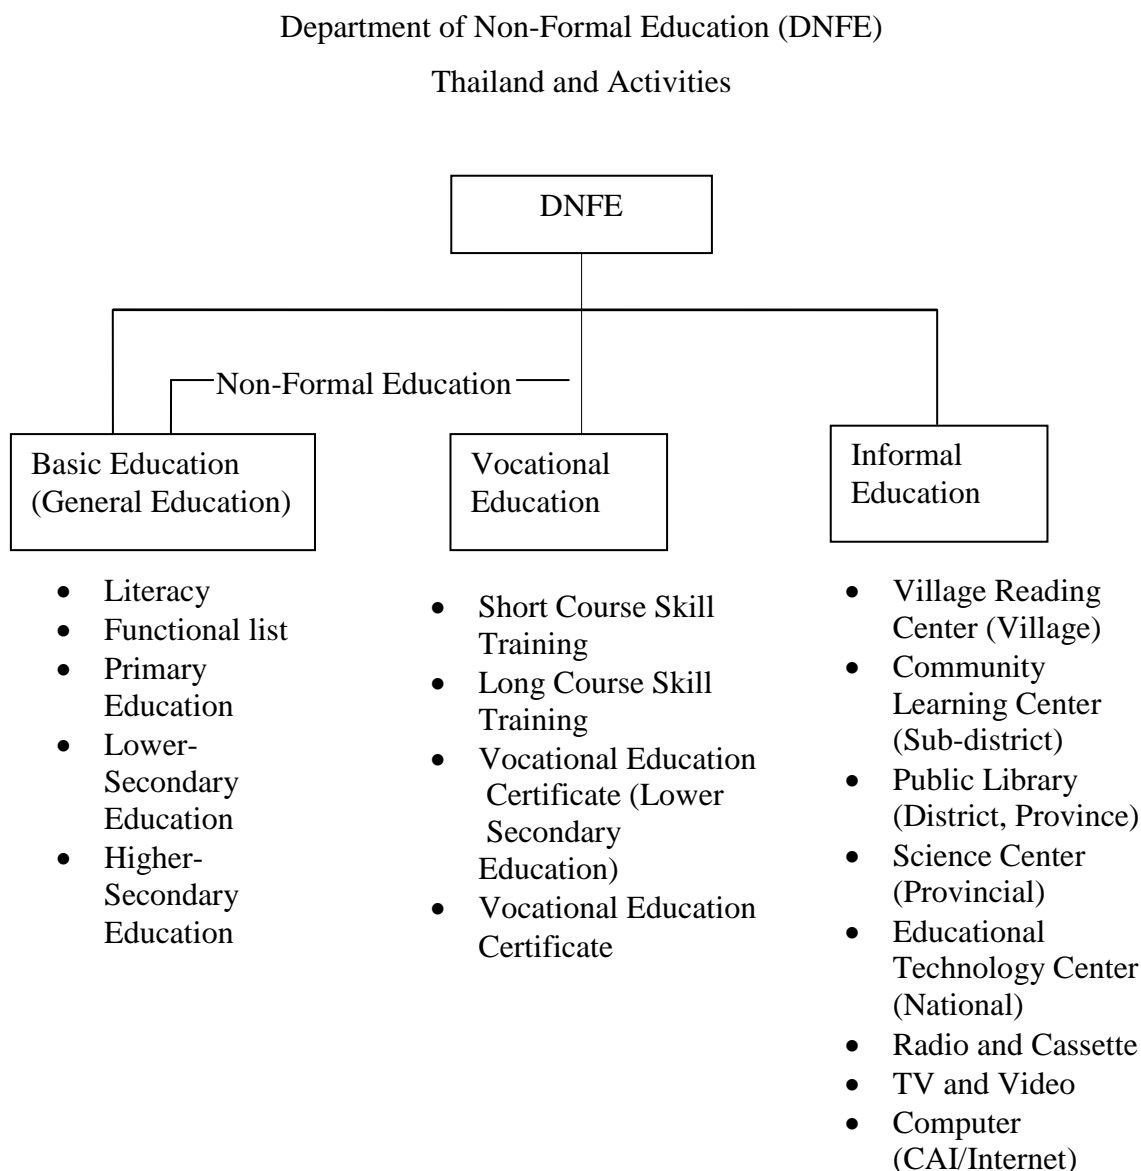 Department of Non-Formal Education (DNFE)
Thailand and Activities
DNFE
Non-Formal Education
Basic Education
(General Education)
Vocational
Education
Informal
Education
• Literacy
• Functional list
• Primary
Education
• Lower-
Secondary
Education
• Higher-
Secondary
Education
• Short Course Skill
Training
• Long Course Skill
Training
• Vocational Education
Certificate (Lower
Secondary
Education)
• Vocational Education
Certificate
• Village Reading
Center (Village)
• Community
Learning Center
(Sub-district)
• Public Library
(District, Province)
• Science Center
(Provincial)
• Educational
Technology Center
(National)
• Radio and Cassette
• TV and Video
• Computer
(CAI/Internet)